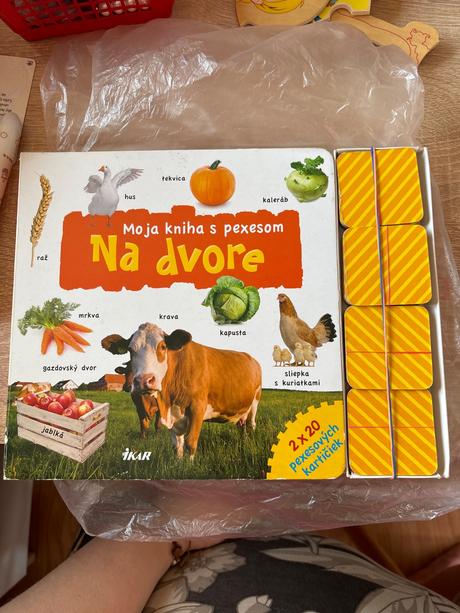 tekvica
hus
kaleráb
raž
Moja kniha s pexesom
Na dvore
mrkva
krava
kapusta
gazdovský dvor
sliepka
s kuriatkami
jablká
IKAR
2 x 20
pexesových
kartičiek